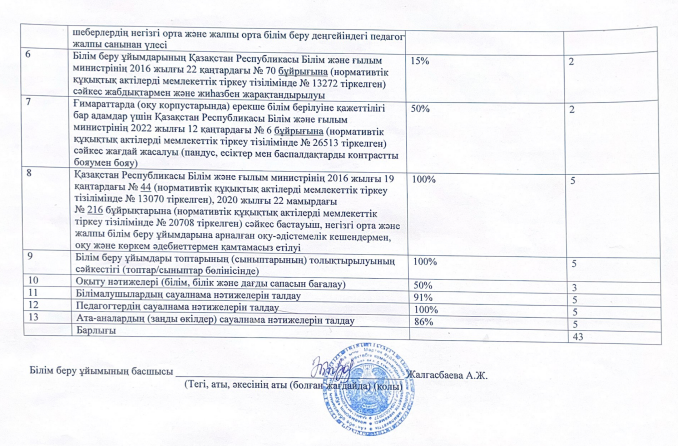 шеберлердің негізгі орта және жалпы орта білім беру деңгейіндегі педагог
жалпы санынан үлесі
6 Білім беру ұйымдарының Қазақстан Республикасы Білім және ғылым 15% 2
министрінің 2016 жылғы 22 қаңтардағы № 70 бұйрығына (нормативтік
құқықтық актілерді мемлекеттік тіркеу тізілімінде № 13272 тіркелген)
сәйкес жабдықтармен және жиһазбен жарақтандырылуы
7 Ғимараттарда (оқу корпустарында) ерекше білім берілуіне қажеттілігі 50% 2
бар адамдар үшін Қазақстан Республикасы Білім және ғылым
министрінің 2022 жылғы 12 қаңтардағы № 6 бұйрығына (нормативтік
құқықтық актілерді мемлекеттік тіркеу тізілімінде № 26513 тіркелген)
сәйкес жағдай жасалуы (пандус, есіктер мен баспалдақтарды контрастты
бояумен бояу)
8 Қазақстан Республикасы Білім және ғылым министрінің 2016 жылғы 19 100% 5
қаңтардағы № 44 (нормативтік құқықтық актілерді мемлекеттік тіркеу
тізілімінде № 13070 тіркелген), 2020 жылғы 22 мамырдағы
№ 216 бұйрықтарына (нормативтік құқықтық актілерді мемлекеттік
тіркеу тізілімінде № 20708 тіркелген) сәйкес бастауыш, негізгі орта және
жалпы білім беру ұйымдарына арналған оқу-әдістемелік кешендермен,
оқу және көркем әдебиеттермен қамтамасыз етілуі
9 Білім беру ұйымдары топтарының (сыныптарының) толықтырылуының 100% 5
сәйкестігі (топтар/сыныптар бөлінісінде)
10 Оқыту нәтижелері (білім, білік және дағды сапасын бағалау) 50% 3
11 Білімалушылардың сауалнама нәтижелерін талдау 91% 5
12 Педагогтердің сауалнама нәтижелерін талдау 100% 5
13 Ата-аналардың (заңды өкілдер) сауалнама нәтижелерін талдау 86% 5
Барлығы 43
Білім беру ұйымының басшысы Жалгасбаева А.Ж.
(Тегі, аты, әкесінің аты (болған жағдайда) (қолы)